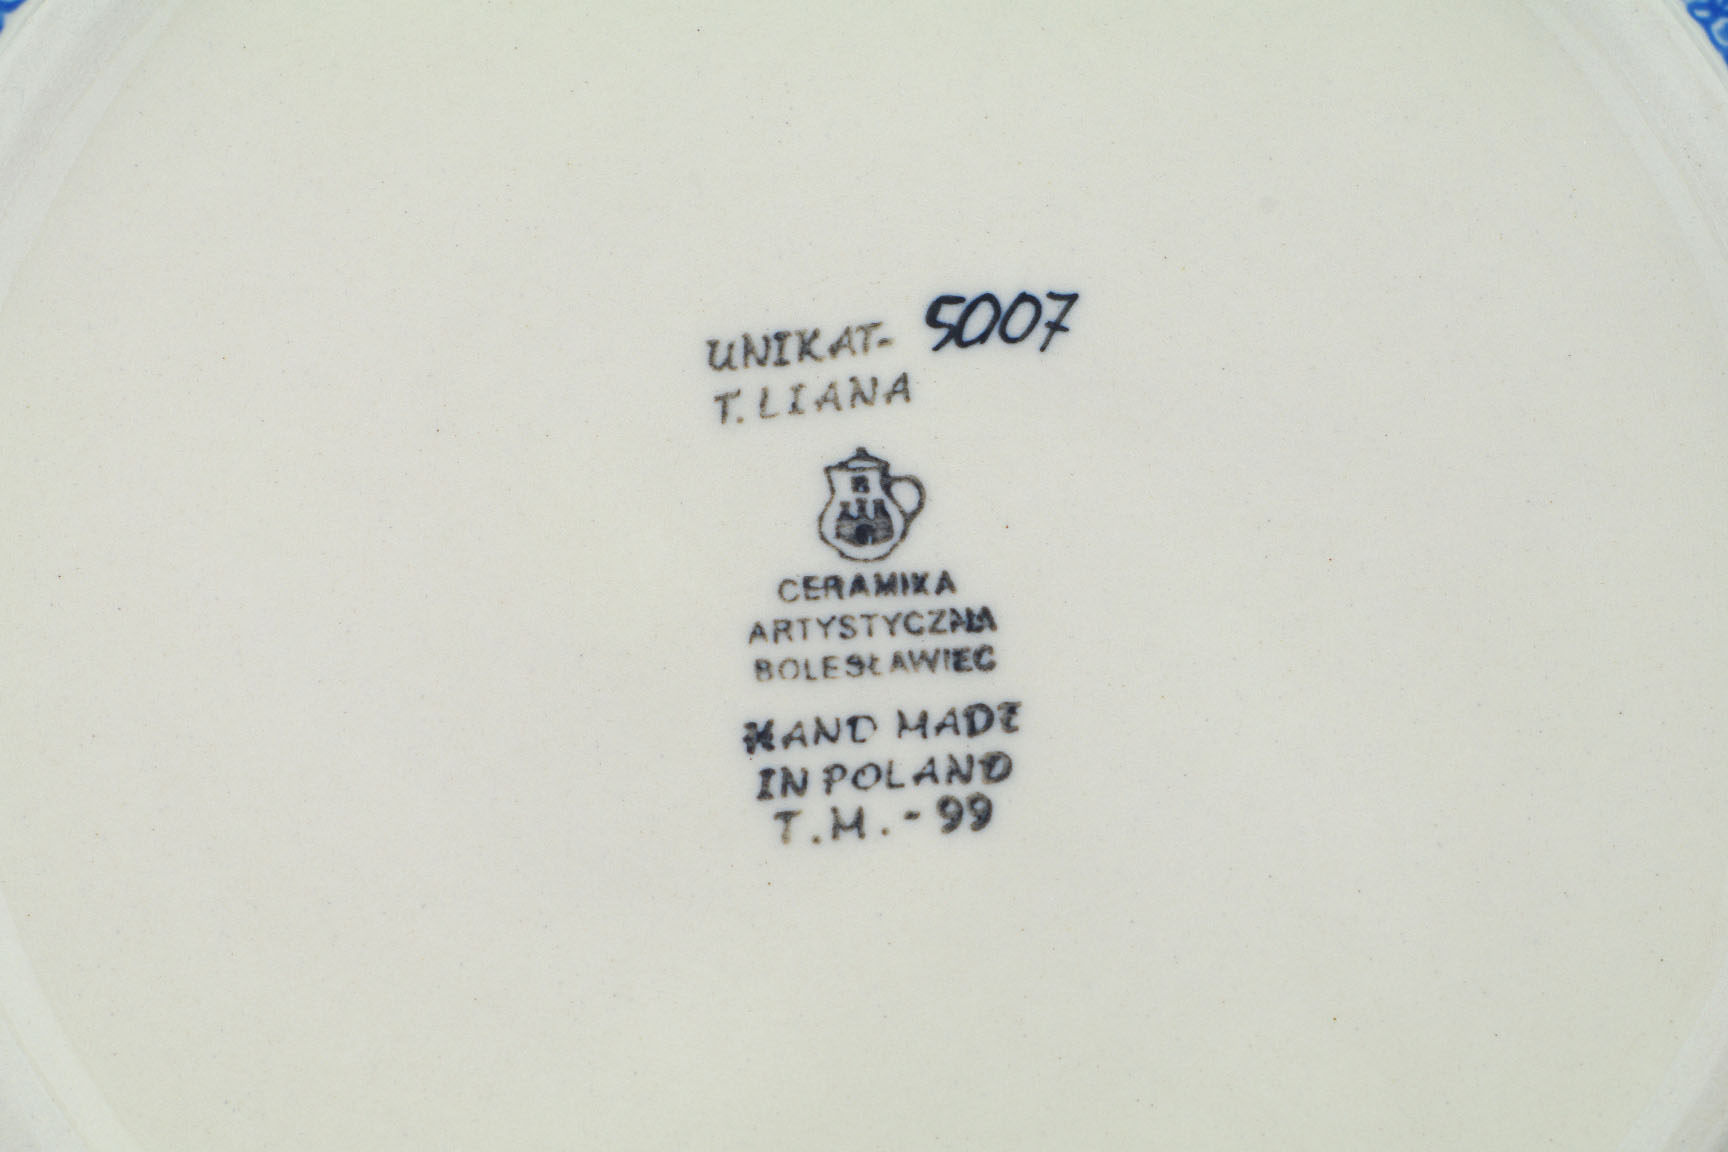 UNIKAT- 5007
T. LIANA
B
CERAMIKA
ARTYSTYCZNA
BOLESŁAWIEC
HAND MADE
IN POLAND
T.M.-99